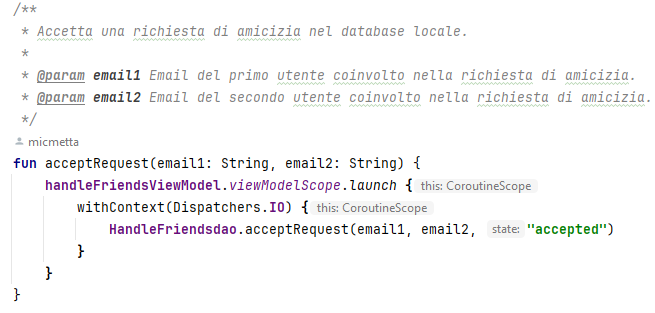 /**
* Accetta una richiesta di amicizia nel database locale.
*
* @param email1 Email del primo utente coinvolto nella richiesta di amicizia.
* @param email2 Email del secondo utente coinvolto nella richiesta di amicizia.
*/
micmetta
fun acceptRequest(email1: String, email2: String) {
handleFriendsViewModel.viewModelScope.launch { this: CoroutineScope
withContext(Dispatchers.IO) { this: CoroutineScope
HandleFriendsdao.acceptRequest(email1, email2, state: "accepted")
}
}
}